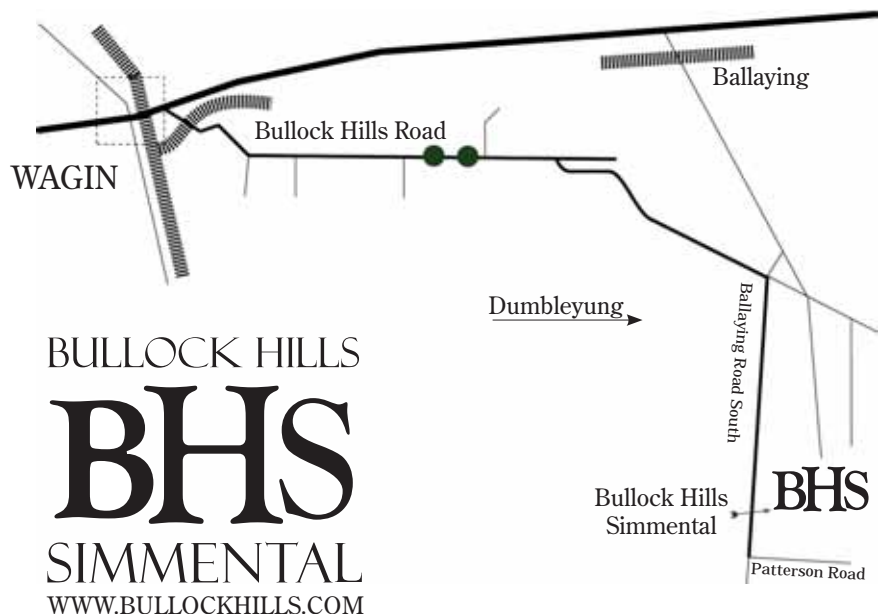 Ballaying
Bullock Hills Road
WAGIN
Dumbleyung
Ballaying Road South
BULLOCK HILLS
BHS
SIMMENTAL
WWW.BULLOCKHILLS.COM
Bullock Hills
Simmental
BHS
Patterson Road